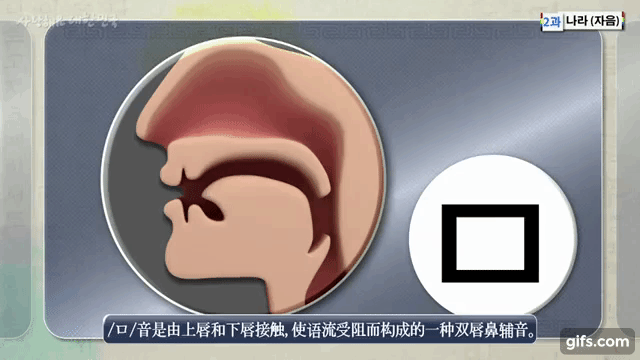 사랑해요 대한민국
2과 나라 (자음)
ㅁ
/ㅁ/音是由上唇和下唇接触,使语流受阻而构成的一种双唇鼻辅音。
gifs.com